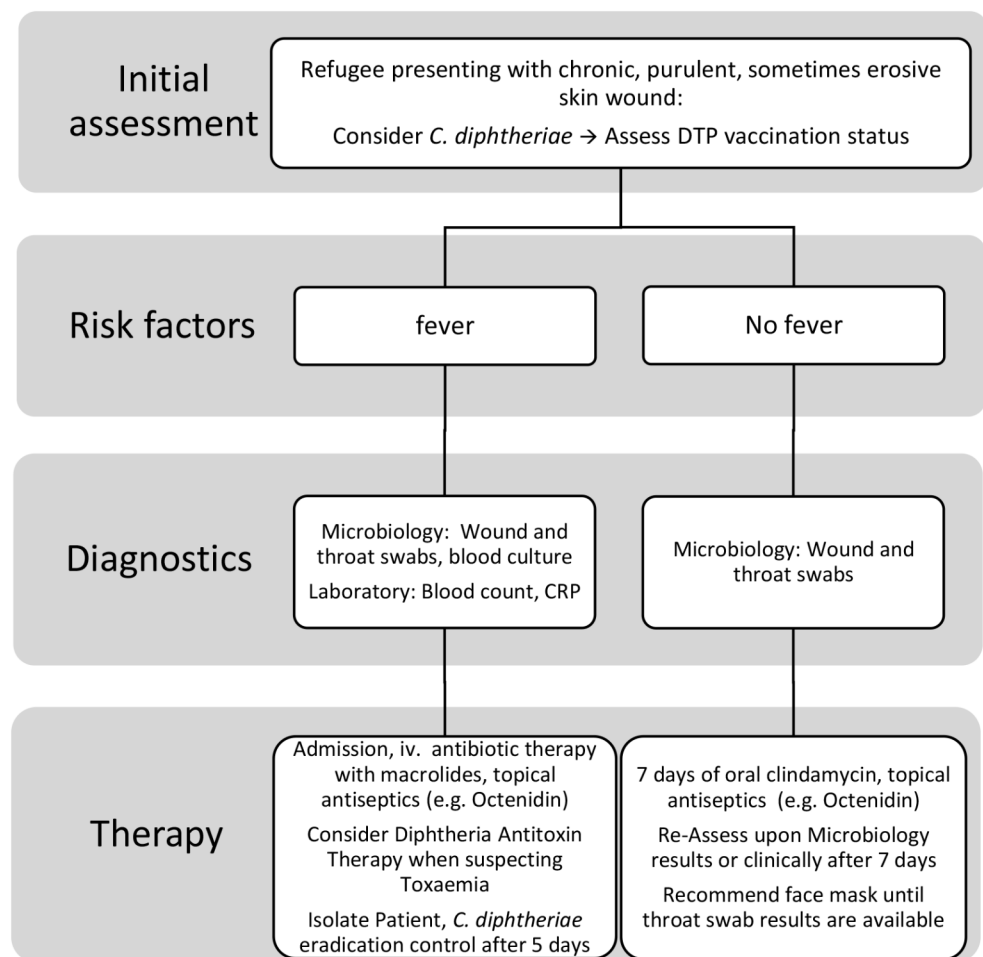 Initial
assessment
Refugee presenting with chronic, purulent, sometimes erosive
skin wound:
Consider C. diphtheriae → Assess DTP vaccination status
Risk factors
fever
No fever
Diagnostics
Microbiology: Wound and
throat swabs, blood culture
Laboratory: Blood count, CRP
Microbiology: Wound and
throat swabs
Therapy
Admission, iv. antibiotic therapy
with macrolides, topical
antiseptics (e.g. Octenidin)
Consider Diphtheria Antitoxin
Therapy when suspecting
Toxaemia
Isolate Patient, C. diphtheriae
eradication control after 5 days
7 days of oral clindamycin, topical
antiseptics (e.g. Octenidin)
Re-Assess upon Microbiology
results or clinically after 7 days
Recommend face mask until
throat swab results are available